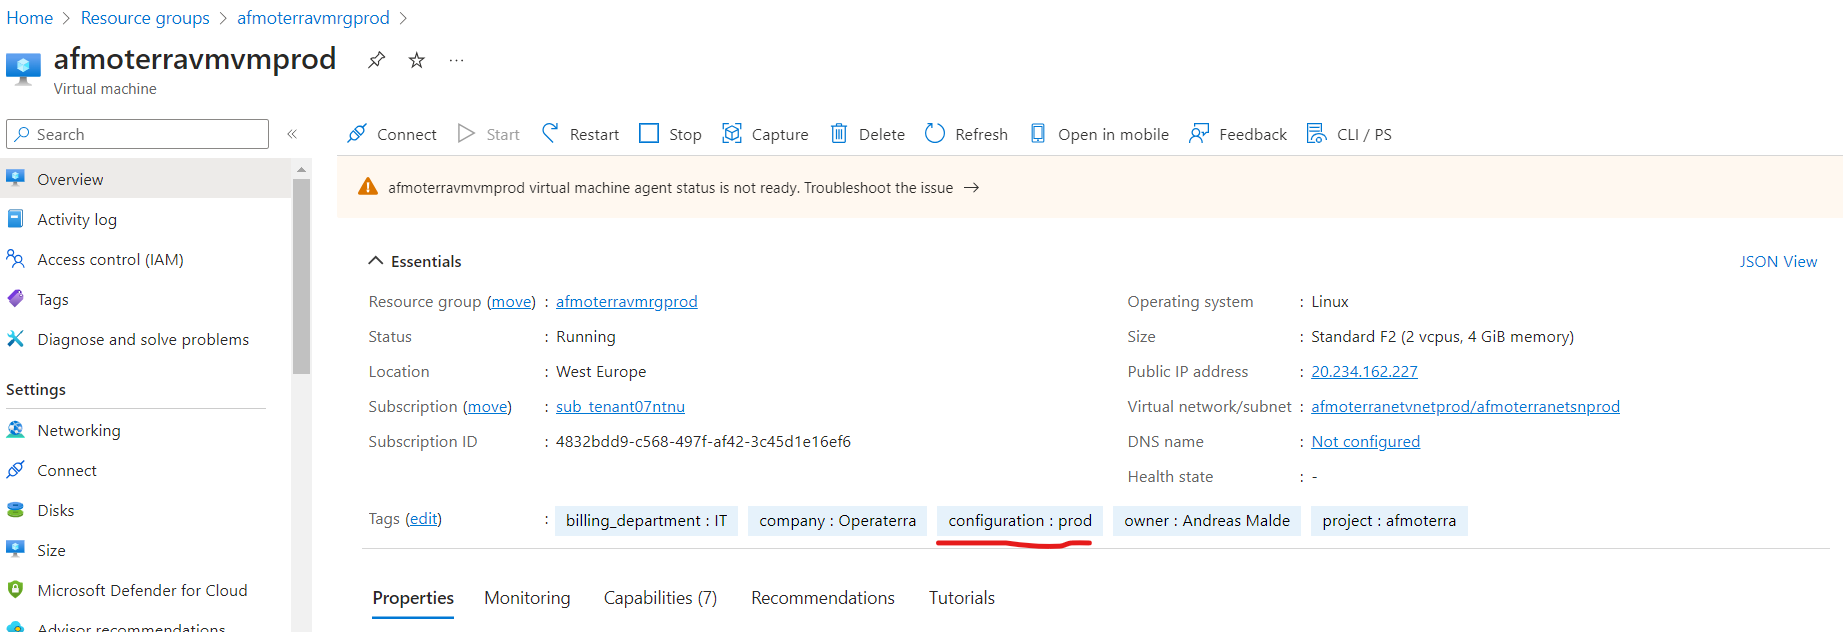 Home > Resource groups > afmoterravmrgprod >
afmoterravmvmprod ...
Virtual machine
Search «
Connect Start Restart Stop Capture Delete Refresh Open in mobile Feedback CLI / PS
Overview
Activity log
Access control (IAM)
Tags
Diagnose and solve problems
Settings
Networking
Connect
Disks
Size
Microsoft Defender for Cloud
Advisor recommendations
afmoterravmvmprod virtual machine agent status is not ready. Troubleshoot the issue →
Essentials JSON View
Resource group (move) : afmoterravmrgprod
Status : Running
Location : West Europe
Subscription (move) : sub_tenant07ntnu
Subscription ID : 4832bdd9-c568-497f-af42-3c45d1e16ef6
Operating system : Linux
Size : Standard F2 (2 vcpus, 4 GiB memory)
Public IP address : 20.234.162.227
Virtual network/subnet : afmoterranetvnetprod/afmoterranetsnprod
DNS name : Not configured
Health state : -
Tags (edit) : billing_department : IT company : Operaterra configuration : prod owner : Andreas Malde project : afmoterra
Properties Monitoring Capabilities (7) Recommendations Tutorials